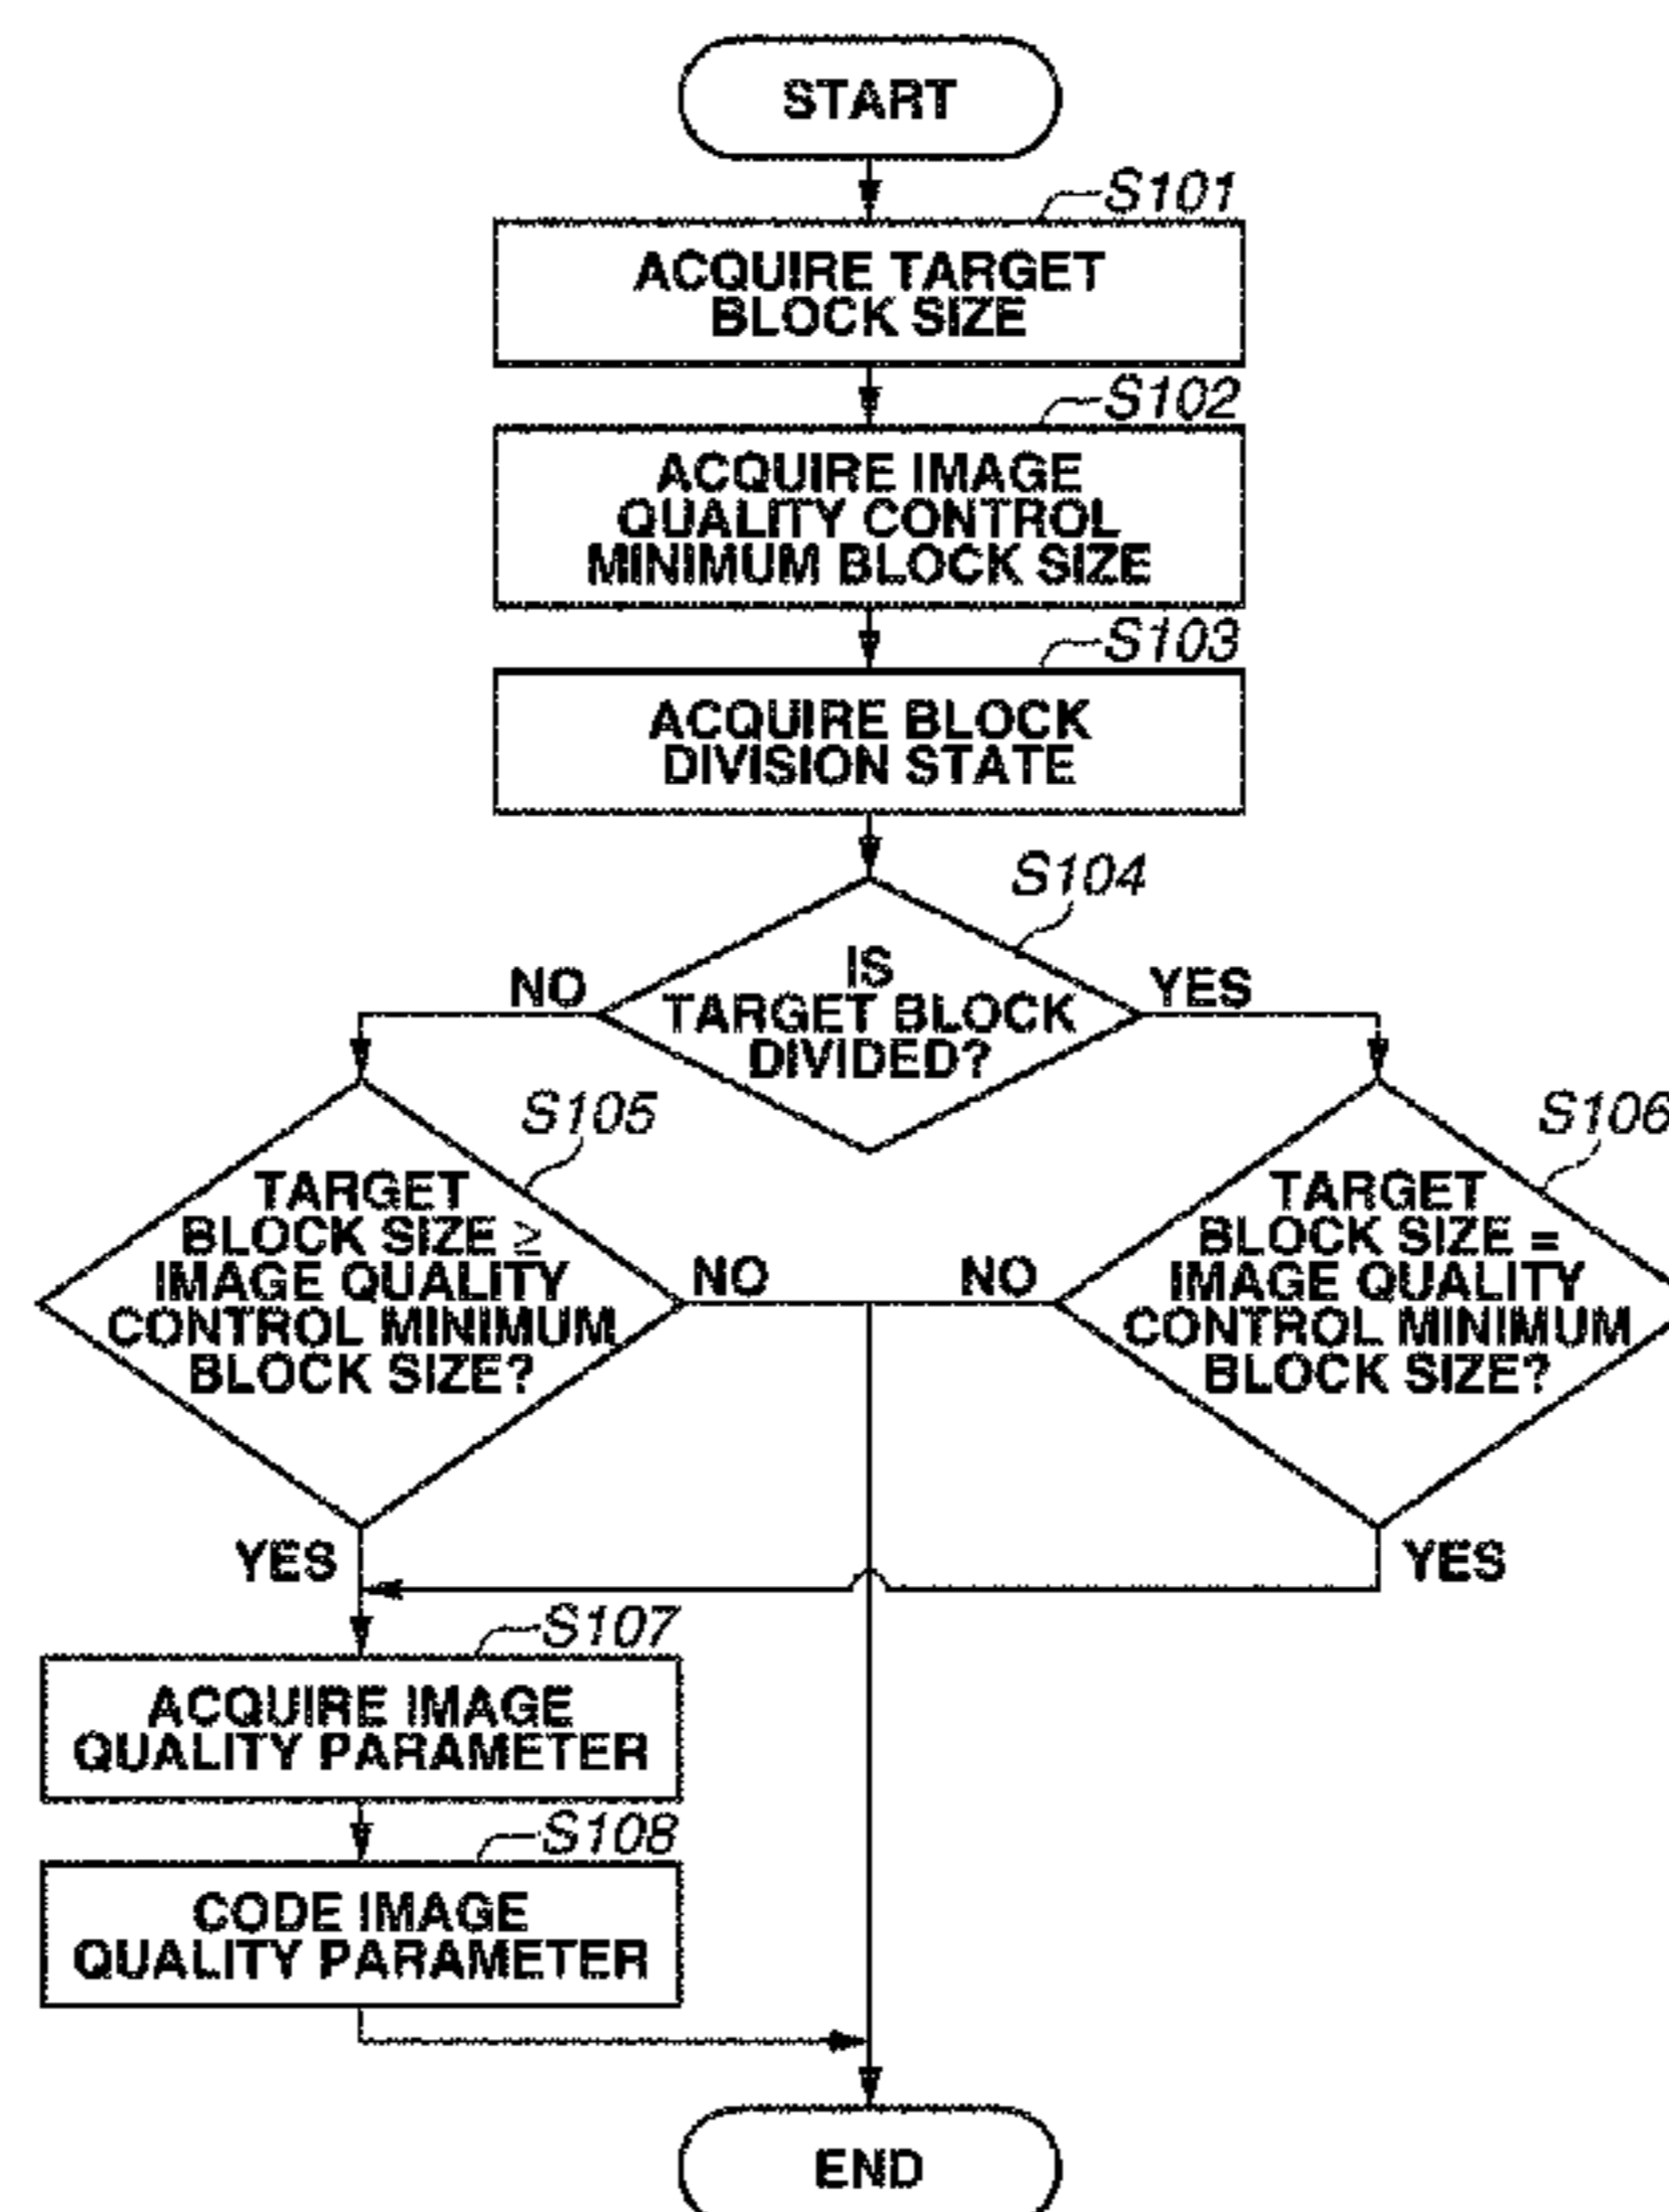 START
S101
ACQUIRE TARGET
BLOCK SIZE
S102
ACQUIRE IMAGE
QUALITY CONTROL
MINIMUM BLOCK SIZE
S103
ACQUIRE BLOCK
DIVISION STATE
S104
IS
TARGET BLOCK
DIVIDED?
NO
YES
S105
TARGET
BLOCK SIZE ≥
IMAGE QUALITY
CONTROL MINIMUM
BLOCK SIZE?
NO
YES
S106
TARGET
BLOCK SIZE =
IMAGE QUALITY
CONTROL MINIMUM
BLOCK SIZE?
NO
YES
S107
ACQUIRE IMAGE
QUALITY PARAMETER
S108
CODE IMAGE
QUALITY PARAMETER
END